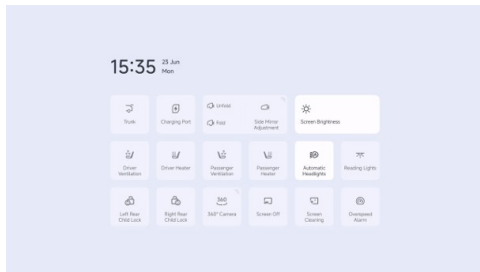 15:35
23 Jun
Mon
Trunk
Charging Port
Unfold
Fold
Side Mirror
Adjustment
Screen Brightness
Driver
Ventilation
Driver Heater
Passenger
Ventilation
Passenger
Heater
Automatic
Headlights
Reading Lights
Left Rear
Child Lock
Right Rear
Child Lock
360
360° Camera
Screen Off
Screen
Cleaning
Overspeed
Alarm